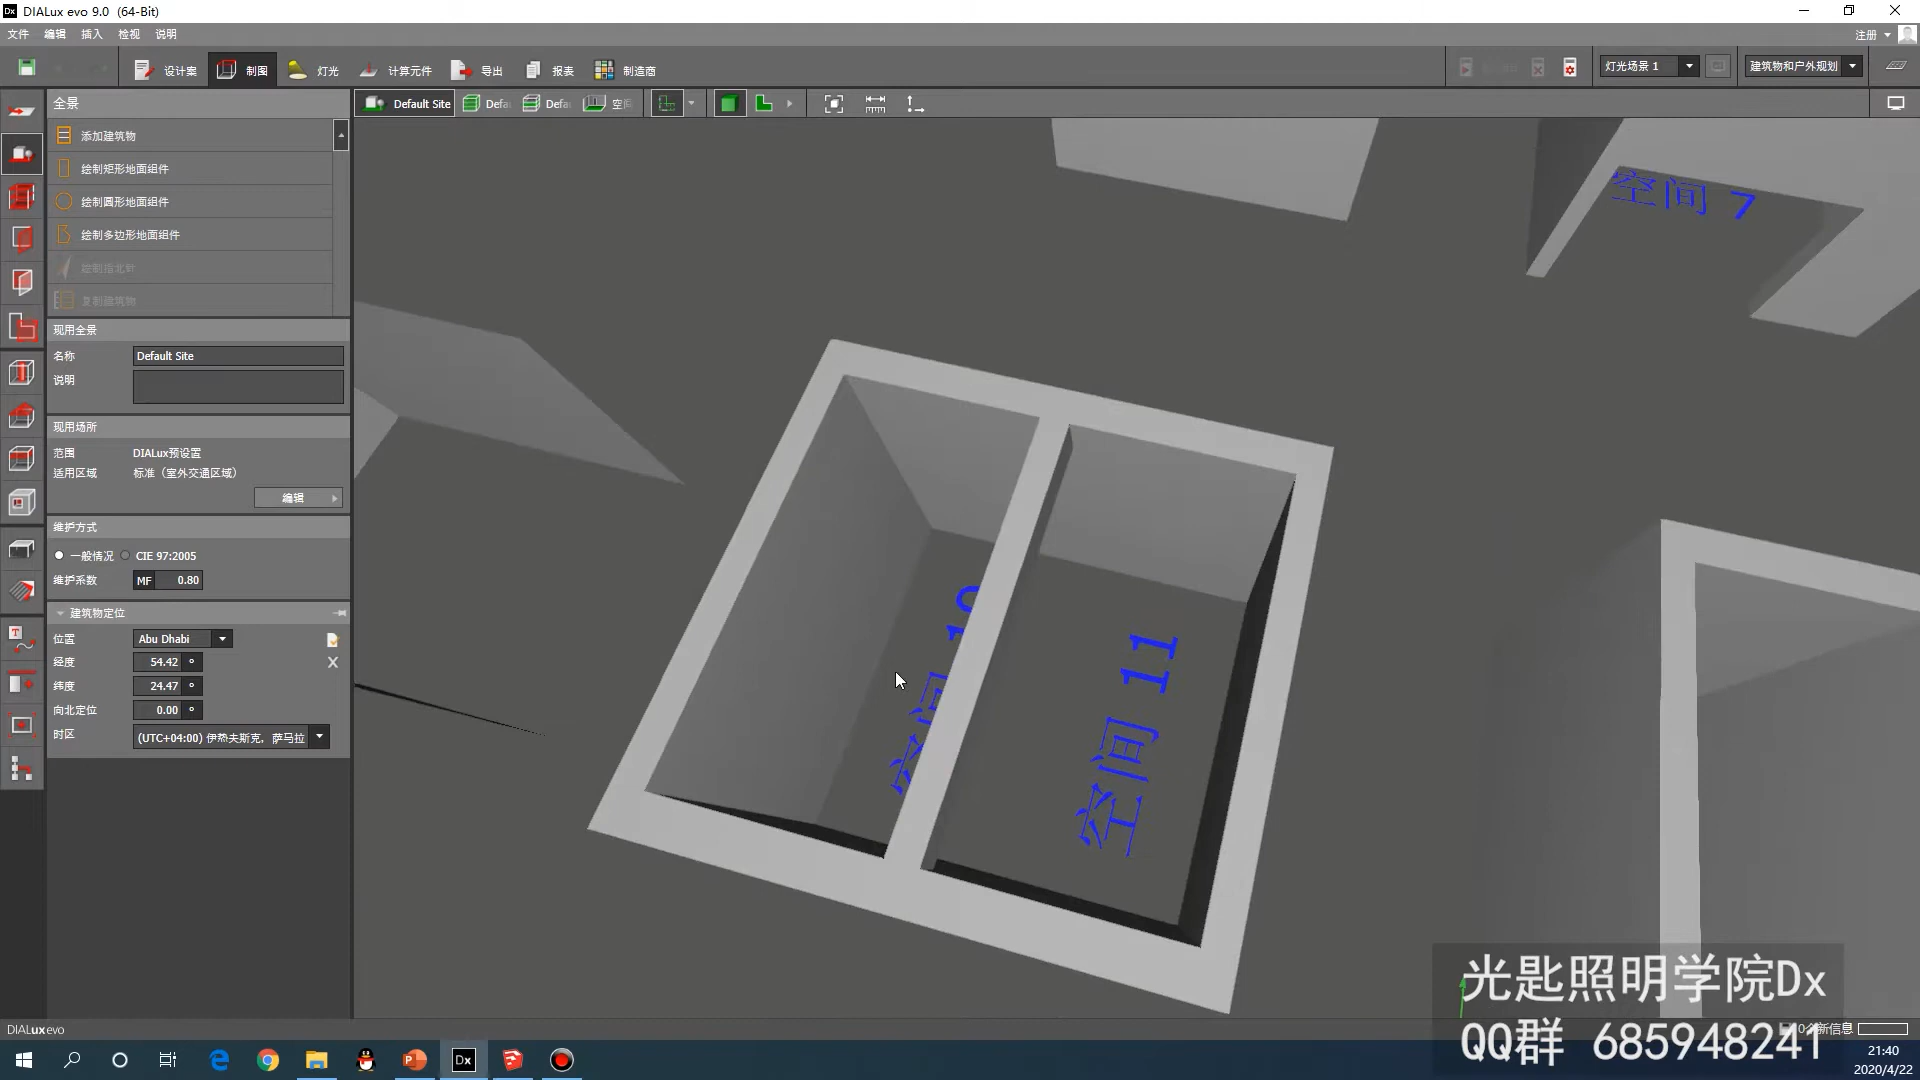 DIALux evo 9.0 (64-Bit)
文件 编辑 插入 检视 说明
注册
设计案 制图 灯光 计算元件 导出 报表 制造商
灯光场景 1 建筑物和户外规划
全景
Default Site Defa Defa 空间
添加建筑物
绘制矩形地面组件
绘制圆形地面组件
绘制多边形地面组件
绘制指北针
复制建筑物
现用全景
名称 Default Site
说明
现用场所
范围 DIALux预设置
适用区域 标准（室外交通区域）
编辑
维护方式
一般情况 CIE 97:2005
维护系数 MF 0.80
建筑物定位
位置 Abu Dhabi
经度 54.42 °
纬度 24.47 °
向北定位 0.00 °
时区 (UTC+04:00) 伊热夫斯克, 萨马拉
空间 7
空间 10
空间 11
光匙照明学院Dx
QQ群 685948241
DIALux evo
21:40
2020/4/22